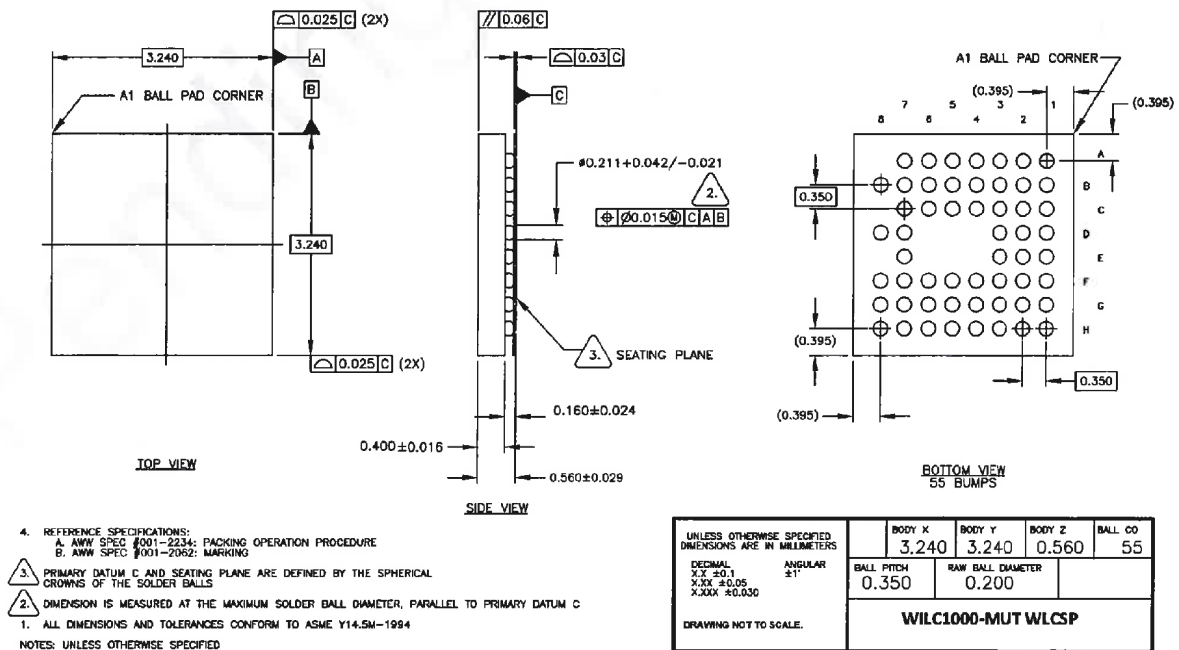 ⌓ 0.025 C (2X)
3.240
A
A1 BALL PAD CORNER
B
3.240
⌓ 0.025 C (2X)
TOP VIEW
// 0.06 C
⌓ 0.03 C
C
ø0.211+0.042/-0.021
2.
⌖ Ø0.015Ⓜ C A B
3. SEATING PLANE
0.160±0.024
0.400±0.016
0.560±0.029
SIDE VIEW
A1 BALL PAD CORNER
(0.395)
(0.395)
7 5 3 1
8 6 4 2
A
B
C
D
E
F
G
H
0.350
(0.395)
0.350
(0.395)
BOTTOM VIEW
55 BUMPS
4. REFERENCE SPECIFICATIONS:
A. AWW SPEC #001-2234: PACKING OPERATION PROCEDURE
B. AWW SPEC #001-2062: MARKING
3. PRIMARY DATUM C AND SEATING PLANE ARE DEFINED BY THE SPHERICAL
CROWNS OF THE SOLDER BALLS
2. DIMENSION IS MEASURED AT THE MAXIMUM SOLDER BALL DIAMETER, PARALLEL TO PRIMARY DATUM C
1. ALL DIMENSIONS AND TOLERANCES CONFORM TO ASME Y14.5M-1994
NOTES: UNLESS OTHERWISE SPECIFIED
UNLESS OTHERWISE SPECIFIED
DIMENSIONS ARE IN MILLIMETERS
DECIMAL ANGULAR
X.X ±0.1 ±1°
X.XX ±0.05
X.XXX ±0.030
DRAWING NOT TO SCALE.
BODY X BODY Y BODY Z BALL CO
3.240 3.240 0.560 55
BALL PITCH RAW BALL DIAMETER
0.350 0.200
WILC1000-MUT WLCSP